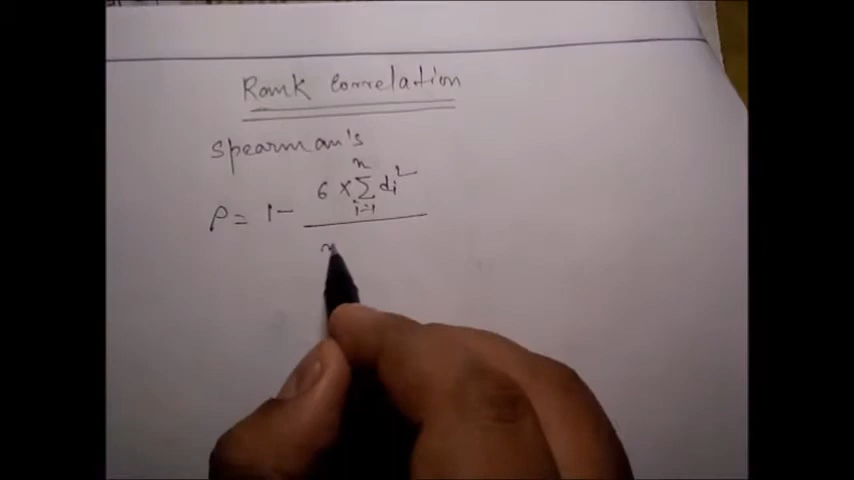 Rank Correlation
Spearman's
ρ = 1 - 6 × ∑_{i=1}^{n} di² / n